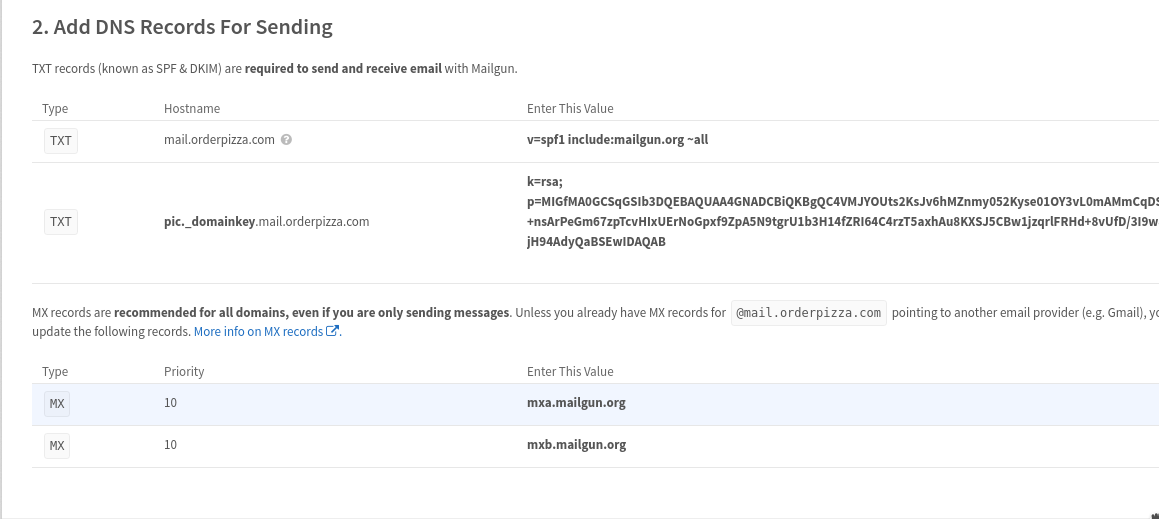 2. Add DNS Records For Sending
TXT records (known as SPF & DKIM) are required to send and receive email with Mailgun.
Type Hostname Enter This Value
TXT mail.orderpizza.com ? v=spf1 include:mailgun.org ~all
k=rsa;
p=MIGfMA0GCSqGSIb3DQEBAQUAA4GNADCBiQKBgQC4VMJYOUts2KsJv6hMZnmy052Kyse01OY3vL0mAMmCqDS
TXT pic._domainkey.mail.orderpizza.com +nsArPeGm67zpTcvHIxUErNoGpxf9ZpA5N9tgrU1b3H14fZRI64C4rzT5axhAu8KXSJ5CBw1jzqrlFRHd+8vUfD/3I9w
jH94AdyQaBSEwIDAQAB
MX records are recommended for all domains, even if you are only sending messages. Unless you already have MX records for @mail.orderpizza.com pointing to another email provider (e.g. Gmail),
update the following records. More info on MX records.
Type Priority Enter This Value
MX 10 mxa.mailgun.org
MX 10 mxb.mailgun.org